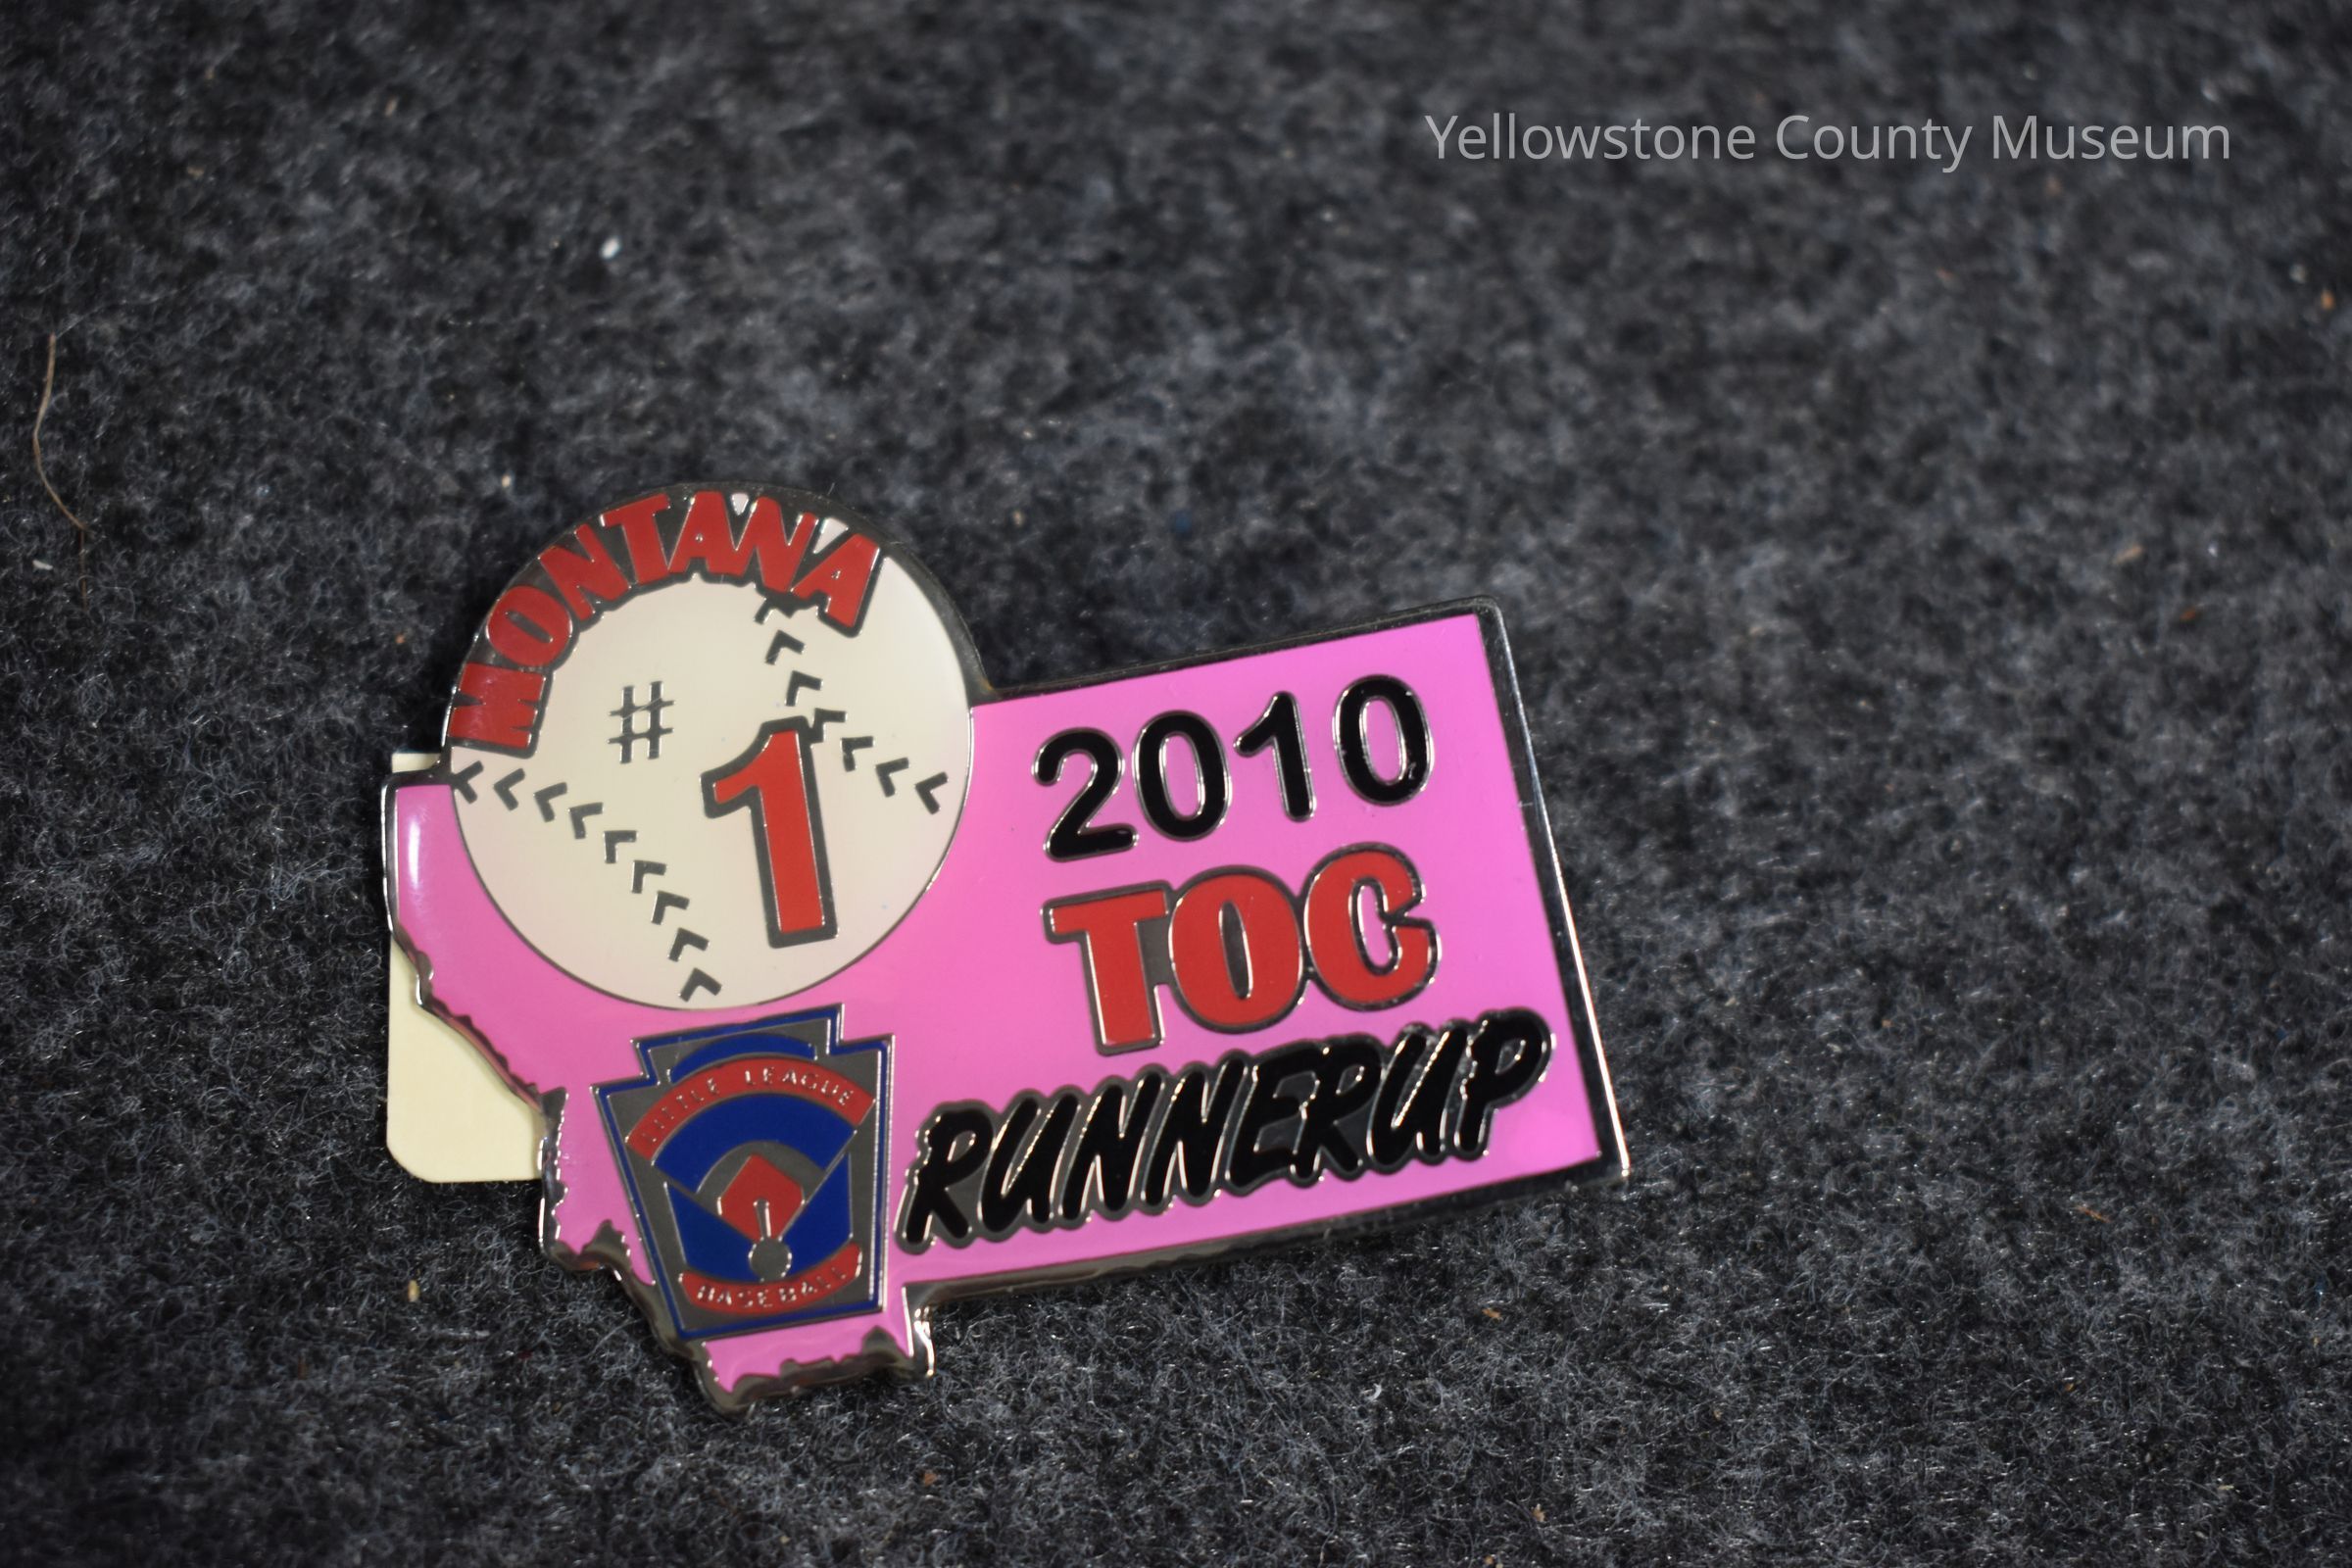 Yellowstone County Museum
MONTANA
# 1
2010
TOC
RUNNERUP
LITTLE LEAGUE
BASEBALL